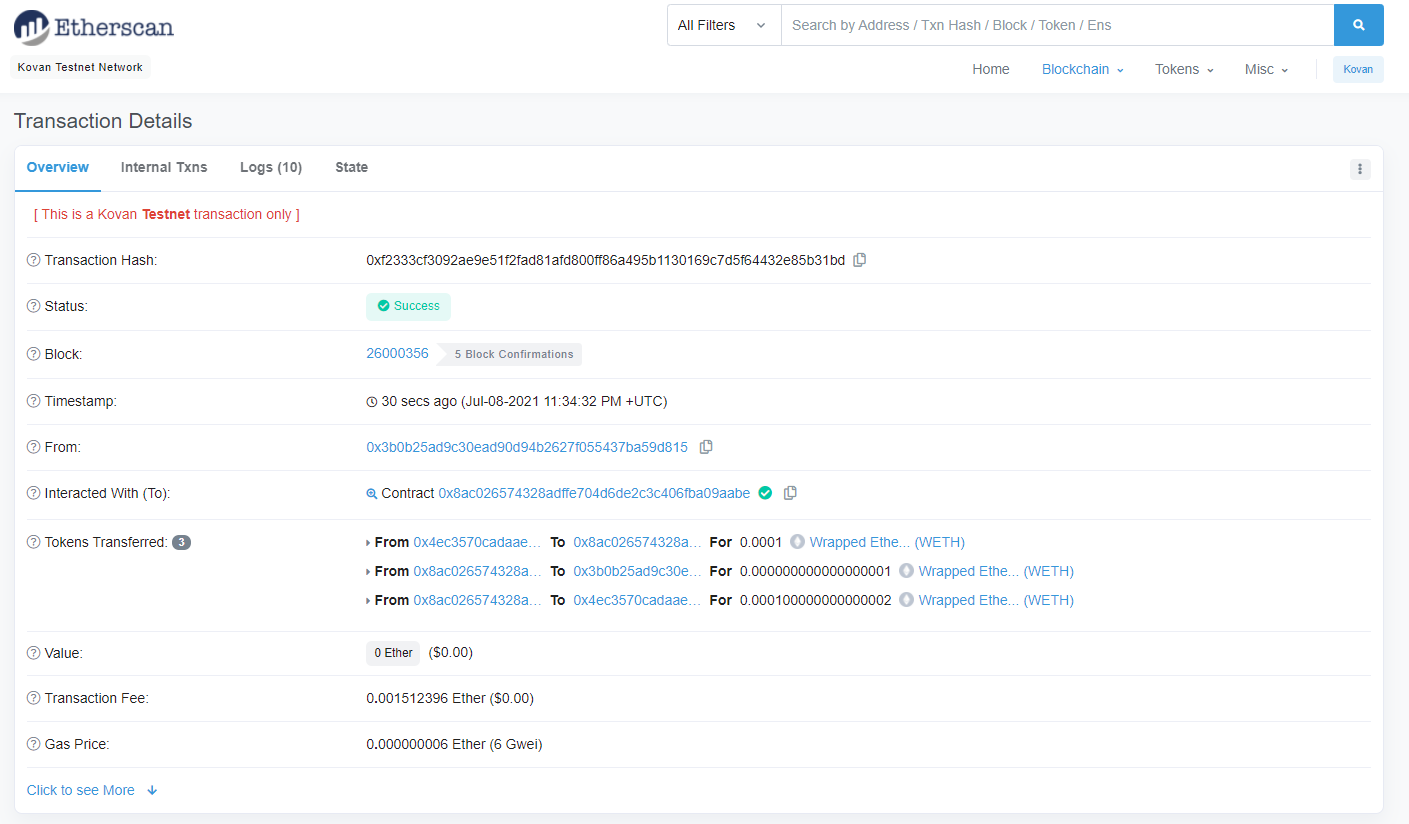 Etherscan
All Filters
Search by Address / Txn Hash / Block / Token / Ens
Kovan Testnet Network
Home Blockchain Tokens Misc Kovan
Transaction Details
Overview Internal Txns Logs (10) State
[ This is a Kovan Testnet transaction only ]
Transaction Hash: 0xf2333cf3092ae9e51f2fad81afd800ff86a495b1130169c7d5f64432e85b31bd
Status: Success
Block: 26000356 5 Block Confirmations
Timestamp: 30 secs ago (Jul-08-2021 11:34:32 PM +UTC)
From: 0x3b0b25ad9c30ead90d94b2627f055437ba59d815
Interacted With (To): Contract 0x8ac026574328adffe704d6de2c3c406fba09aabe
Tokens Transferred: 3 From 0x4ec3570cadaae... To 0x8ac026574328a... For 0.0001 Wrapped Ethe... (WETH)
From 0x8ac026574328a... To 0x3b0b25ad9c30e... For 0.000000000000000001 Wrapped Ethe... (WETH)
From 0x8ac026574328a... To 0x4ec3570cadaae... For 0.000100000000000002 Wrapped Ethe... (WETH)
Value: 0 Ether ($0.00)
Transaction Fee: 0.001512396 Ether ($0.00)
Gas Price: 0.000000006 Ether (6 Gwei)
Click to see More